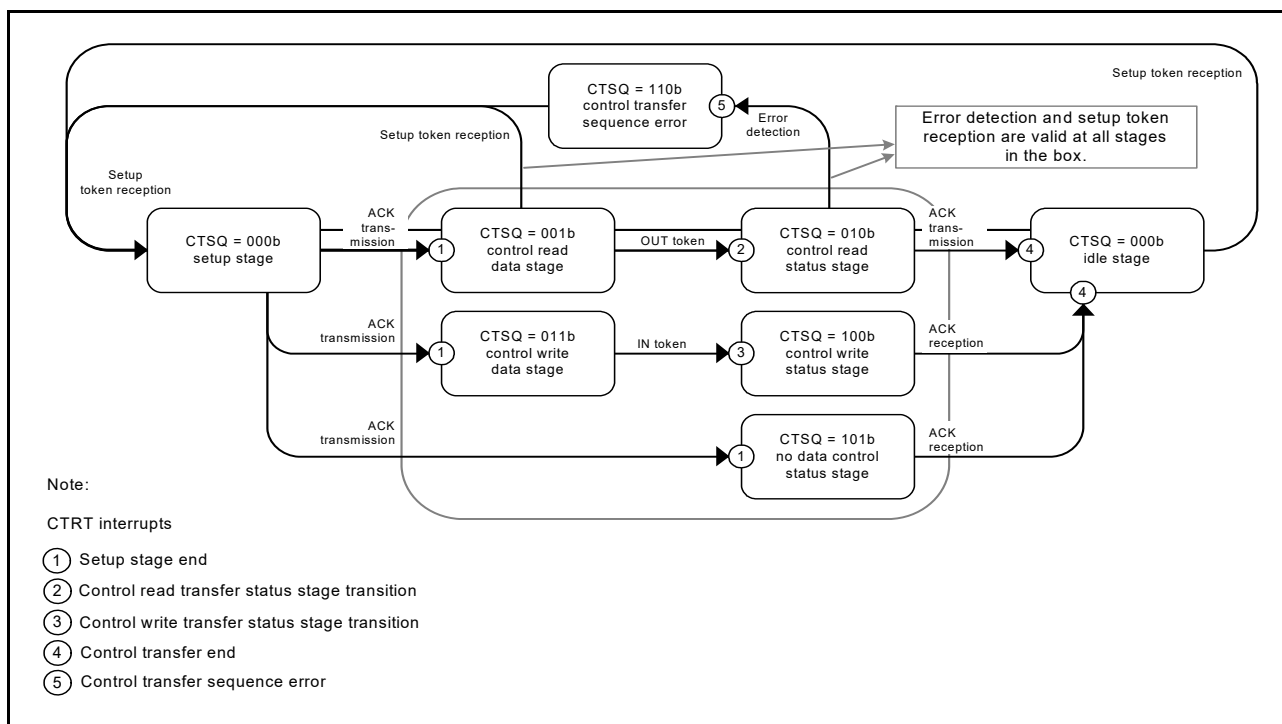 Setup token reception
CTSQ = 110b
control transfer
sequence error
5
Error
detection
Error detection and setup token
reception are valid at all stages
in the box.
Setup token reception
Setup
token reception
CTSQ = 000b
setup stage
ACK
trans-
mission
1
CTSQ = 001b
control read
data stage
OUT token
2
CTSQ = 010b
control read
status stage
ACK
trans-
mission
4
CTSQ = 000b
idle stage
4
ACK
transmission
1
CTSQ = 011b
control write
data stage
IN token
3
CTSQ = 100b
control write
status stage
ACK
reception
ACK
transmission
1
CTSQ = 101b
no data control
status stage
ACK
reception
Note:
CTRT interrupts
1 Setup stage end
2 Control read transfer status stage transition
3 Control write transfer status stage transition
4 Control transfer end
5 Control transfer sequence error